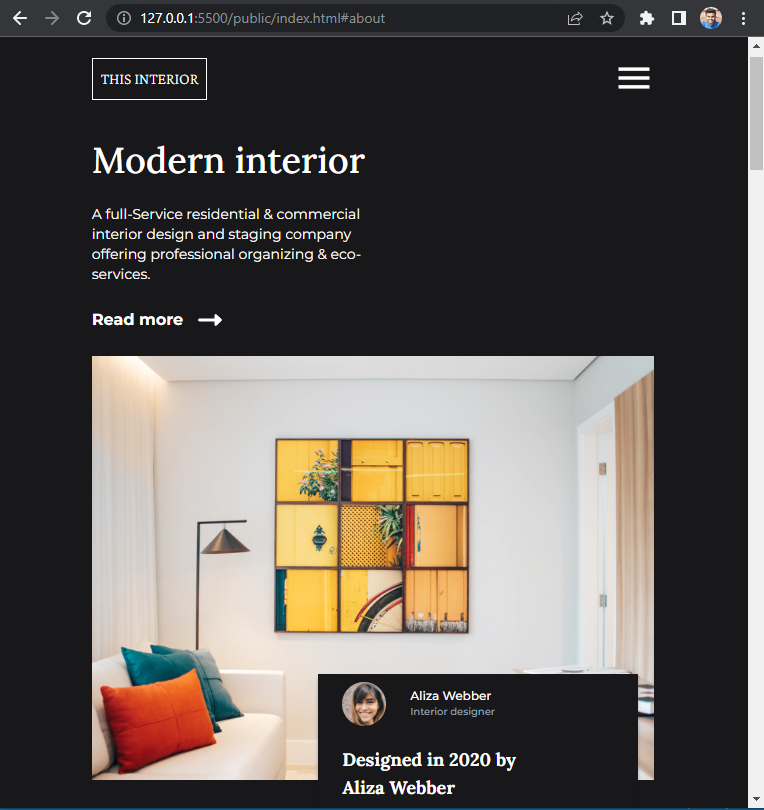 127.0.0.1:5500/public/index.html#about
THIS INTERIOR
Modern interior
A full-Service residential & commercial
interior design and staging company
offering professional organizing & eco-
services.
Read more
Aliza Webber
Interior designer
Designed in 2020 by
Aliza Webber